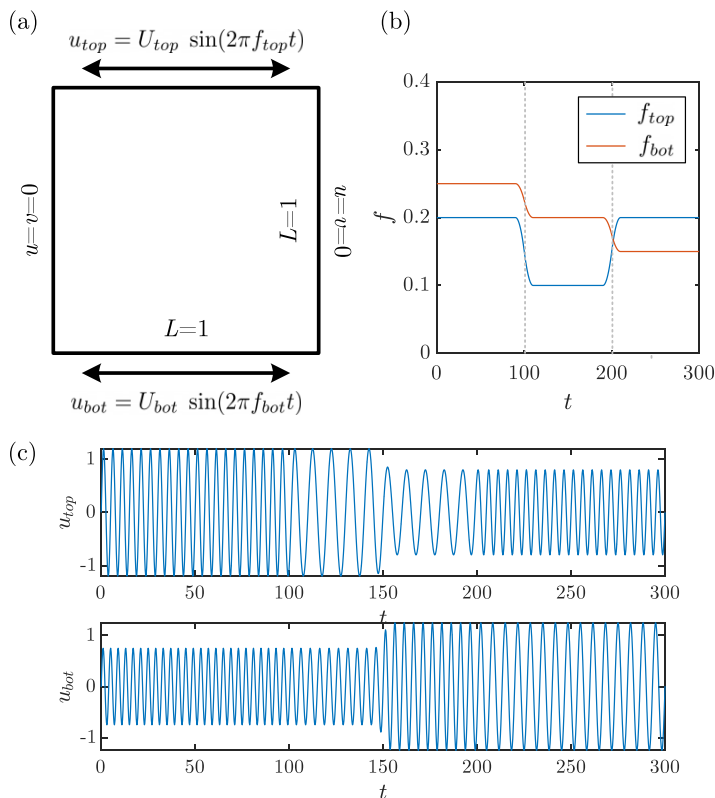 (a)
u_top = U_top sin(2πf_top t)
u=v=0
L=1
u=v=0
L=1
u_bot = U_bot sin(2πf_bot t)
(b)
0.4
0.3
0.2
0.1
0
f
f_top
f_bot
0 100 200 300
t
(c)
1
0
-1
u_top
0 50 100 150 200 250 300
t
1
0
-1
u_bot
0 50 100 150 200 250 300
t